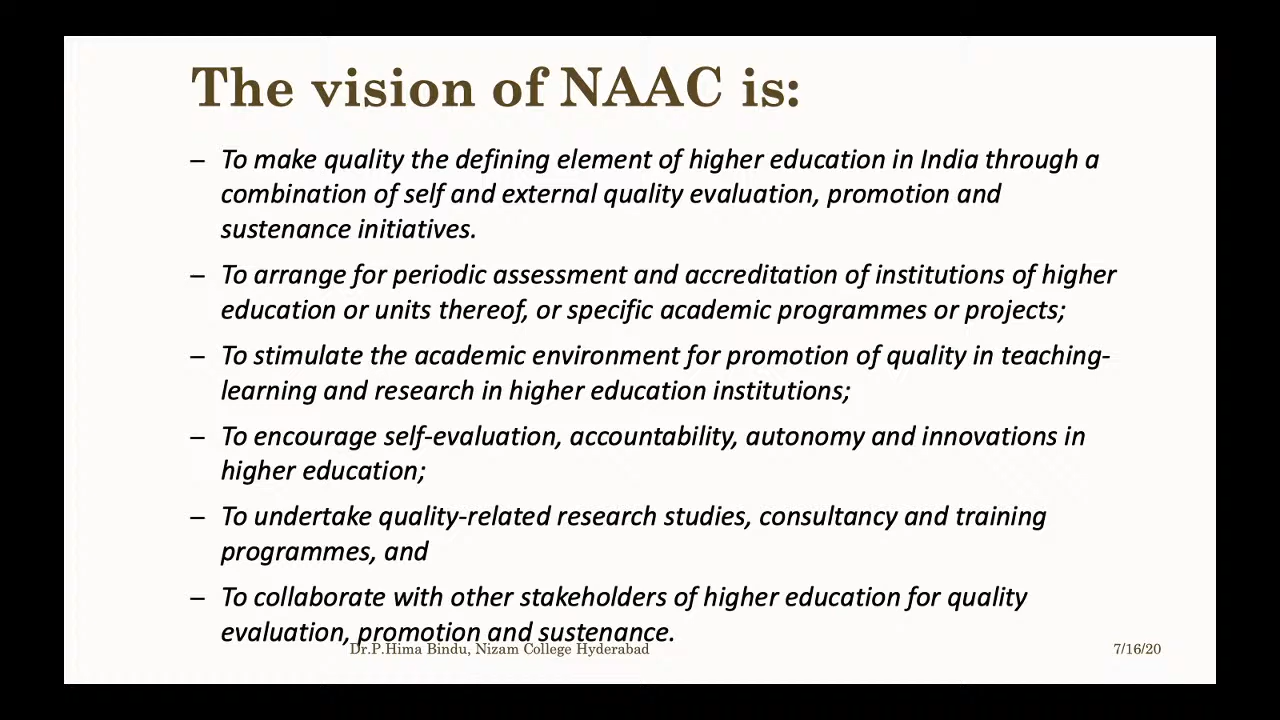 The vision of NAAC is:
– To make quality the defining element of higher education in India through a
combination of self and external quality evaluation, promotion and
sustenance initiatives.
– To arrange for periodic assessment and accreditation of institutions of higher
education or units thereof, or specific academic programmes or projects;
– To stimulate the academic environment for promotion of quality in teaching-
learning and research in higher education institutions;
– To encourage self-evaluation, accountability, autonomy and innovations in
higher education;
– To undertake quality-related research studies, consultancy and training
programmes, and
– To collaborate with other stakeholders of higher education for quality
evaluation, promotion and sustenance.
Dr.P.Hima Bindu, Nizam College Hyderabad 7/16/20